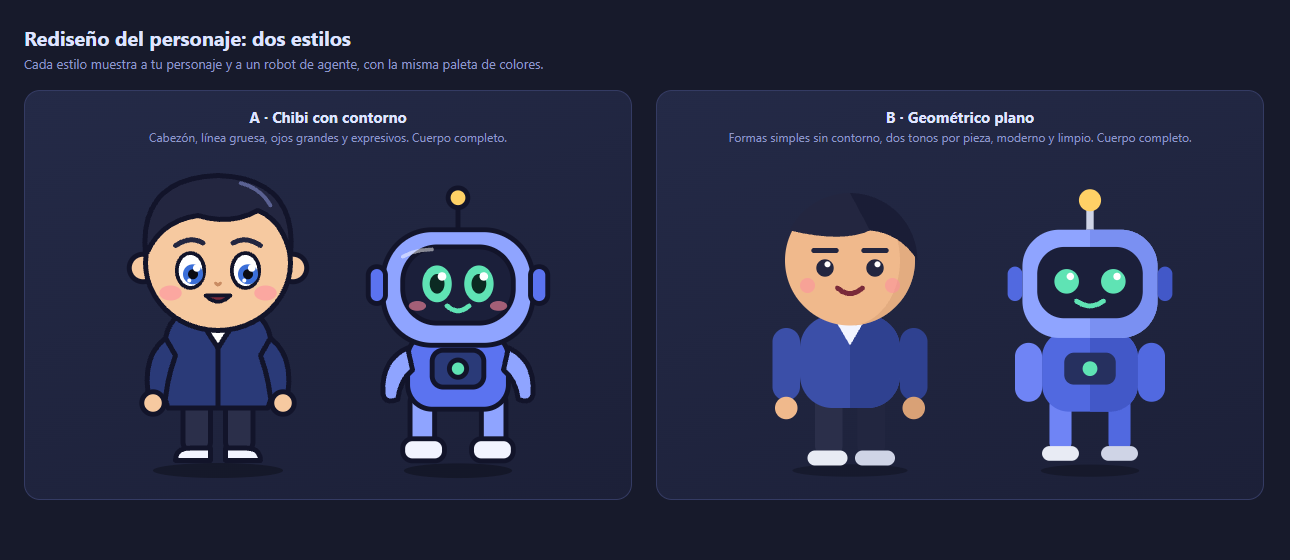 Rediseño del personaje: dos estilos
Cada estilo muestra a tu personaje y a un robot de agente, con la misma paleta de colores.
A · Chibi con contorno
Cabezón, línea gruesa, ojos grandes y expresivos. Cuerpo completo.
B · Geométrico plano
Formas simples sin contorno, dos tonos por pieza, moderno y limpio. Cuerpo completo.